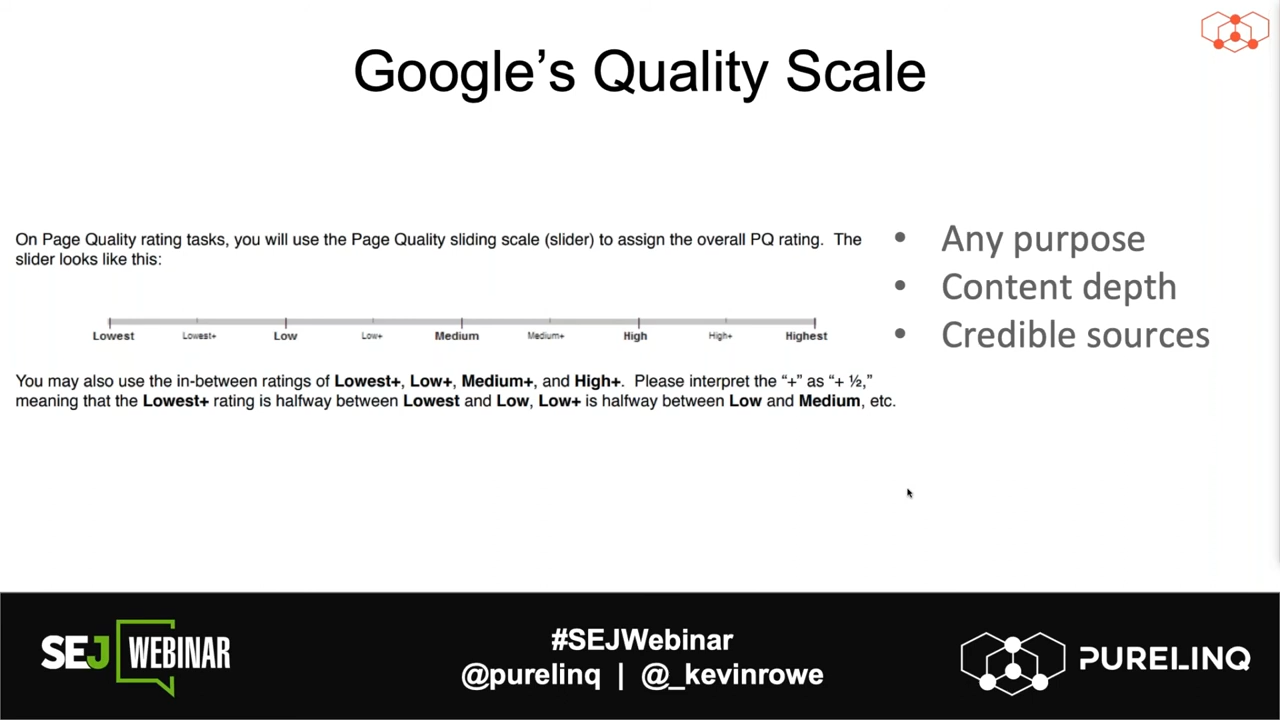 Google’s Quality Scale
On Page Quality rating tasks, you will use the Page Quality sliding scale (slider) to assign the overall PQ rating.  The
slider looks like this:
Lowest Lowest+ Low Low+ Medium Medium+ High High+ Highest
You may also use the in-between ratings of Lowest+, Low+, Medium+, and High+.  Please interpret the “+” as “+ ½,”
meaning that the Lowest+ rating is halfway between Lowest and Low, Low+ is halfway between Low and Medium, etc.
• Any purpose
• Content depth
• Credible sources
SEJ WEBINAR
#SEJWebinar
@purelinq | @_kevinrowe
PURELINQ